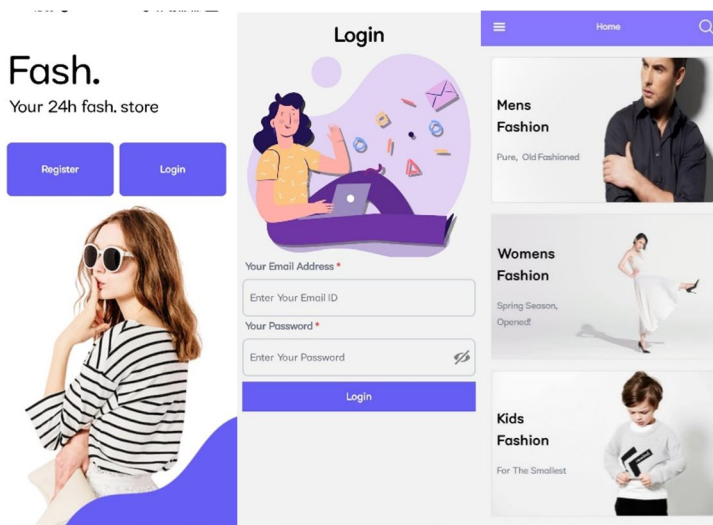 Fash.
Your 24h fash. store
Register
Login
Login
Your Email Address *
Enter Your Email ID
Your Password *
Enter Your Password
Login
Home
Mens
Fashion
Pure, Old Fashioned
Womens
Fashion
Spring Season,
Opened!
Kids
Fashion
For The Smallest